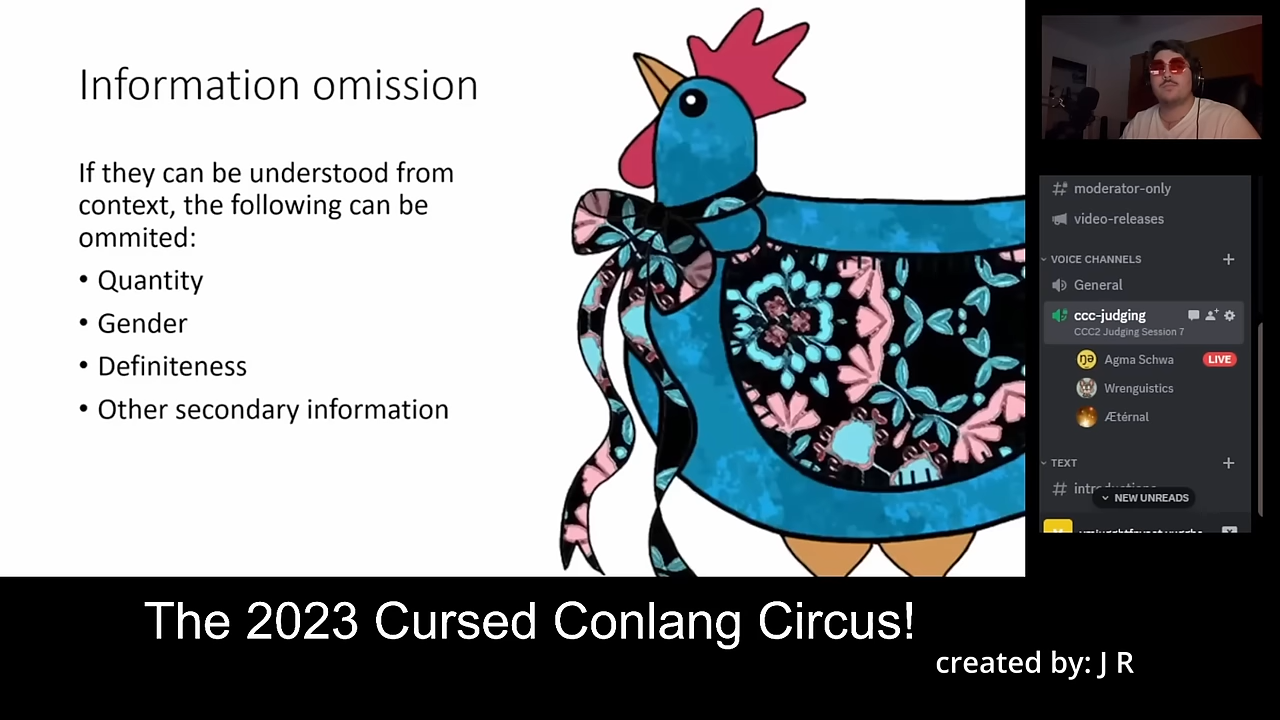 Information omission
If they can be understood from
context, the following can be
ommited:
• Quantity
• Gender
• Definiteness
• Other secondary information
moderator-only
video-releases
VOICE CHANNELS
General
ccc-judging
CCC2 Judging Session 7
Agma Schwa LIVE
ŋə
Wrenguistics
Ætérnal
TEXT
NEW UNREADS
The 2023 Cursed Conlang Circus!
created by: J R